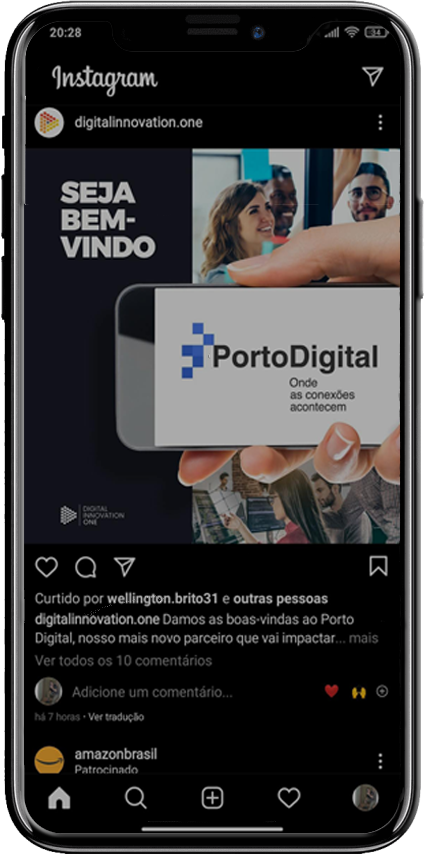 20:28
34
Instagram
digitalinnovation.one
SEJA
BEM-
VINDO
PortoDigital
Onde
as conexões
acontecem
DIGITAL
INNOVATION
ONE
Curtido por wellington.brito31 e outras pessoas
digitalinnovation.one Damos as boas-vindas ao Porto
Digital, nosso mais novo parceiro que vai impactar... mais
Ver todos os 10 comentários
Adicione um comentário...
há 7 horas • Ver tradução
amazonbrasil
Patrocinado